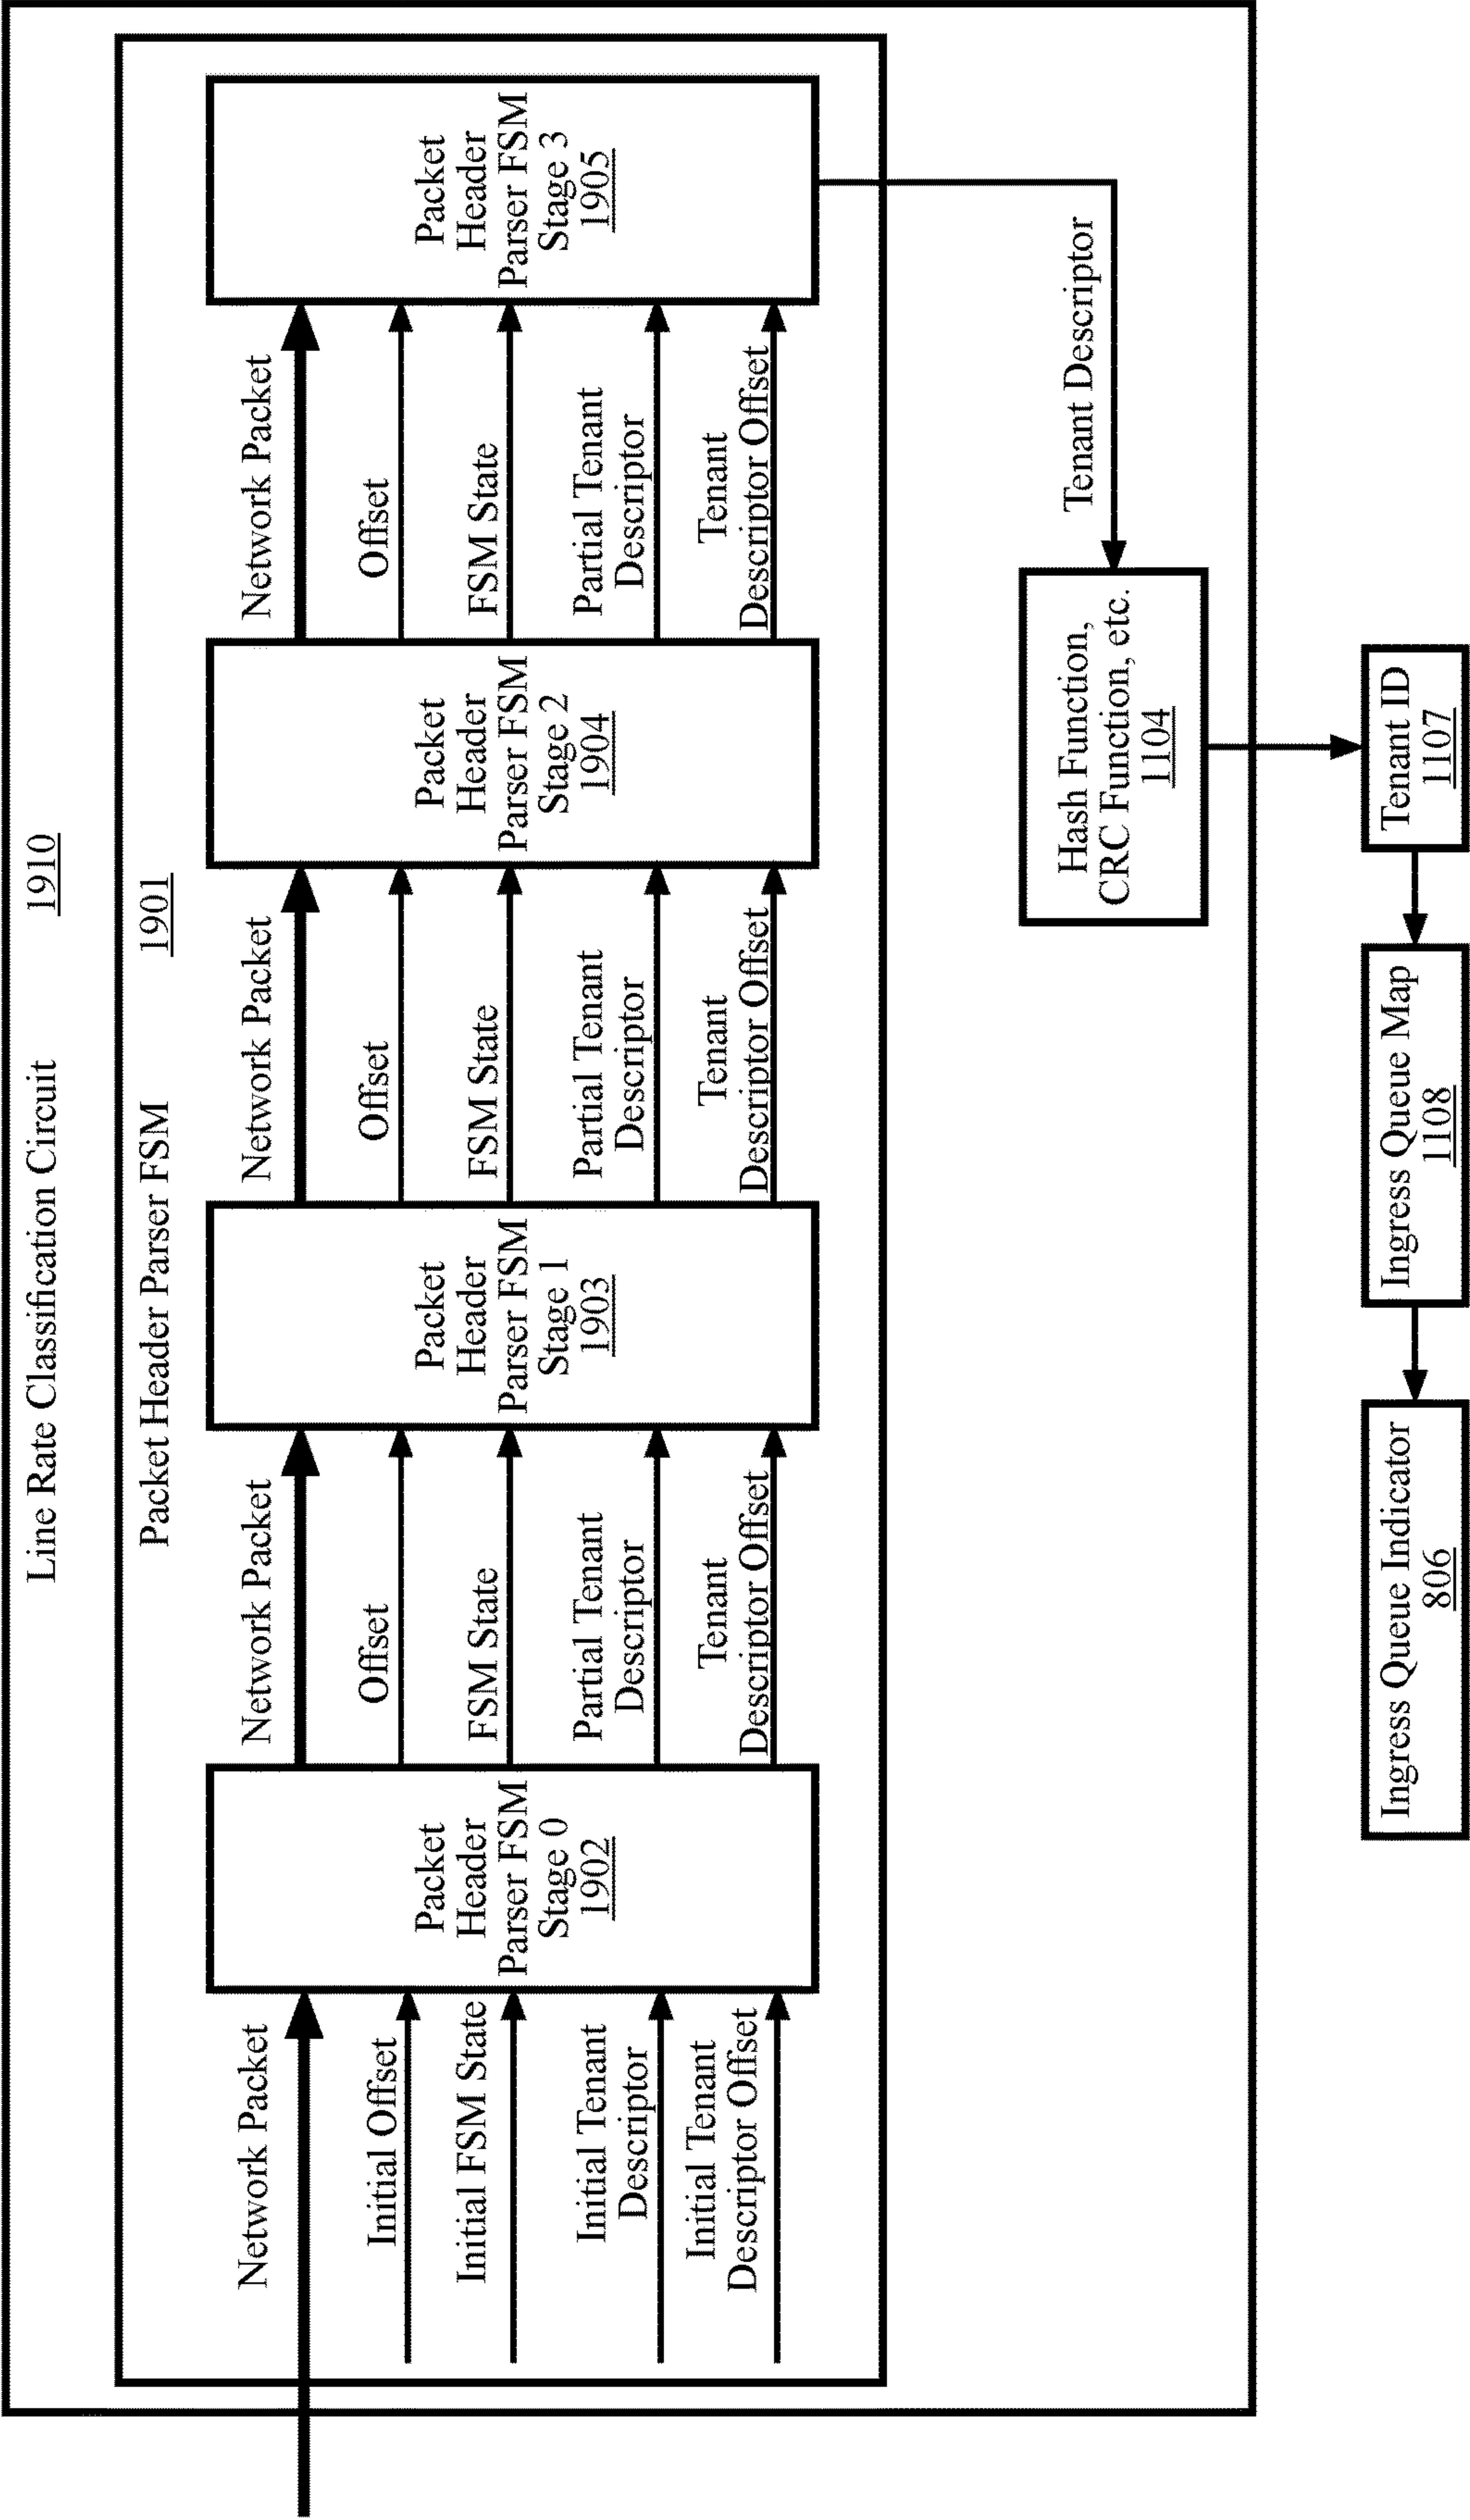 Line Rate Classification Circuit
1910
Packet Header Parser FSM
1901
Network Packet
Initial Offset
Initial FSM State
Initial Tenant
Descriptor
Initial Tenant
Descriptor Offset
Packet
Header
Parser FSM
Stage 0
1902
Network Packet
Offset
FSM State
Partial Tenant
Descriptor
Tenant
Descriptor Offset
Packet
Header
Parser FSM
Stage 1
1903
Network Packet
Offset
FSM State
Partial Tenant
Descriptor
Tenant
Descriptor Offset
Packet
Header
Parser FSM
Stage 2
1904
Network Packet
Offset
FSM State
Partial Tenant
Descriptor
Tenant
Descriptor Offset
Packet
Header
Parser FSM
Stage 3
1905
Tenant Descriptor
Hash Function,
CRC Function, etc.
1104
Tenant ID
1107
Ingress Queue Map
1108
Ingress Queue Indicator
806